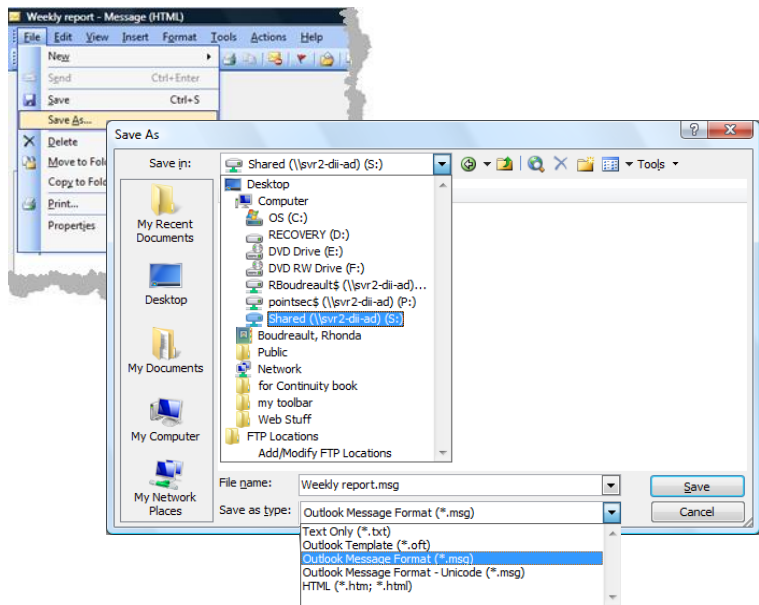 Weekly report - Message (HTML)
File Edit View Insert Format Tools Actions Help
New
Send Ctrl+Enter
Save Ctrl+S
Save As...
Delete
Move to Fol
Copy to Fold
Print...
Properties
Save As
Save in: Shared (\\svr2-dii-ad) (S:) Tools
Desktop
Computer
OS (C:)
RECOVERY (D:)
DVD Drive (E:)
DVD RW Drive (F:)
RBoudreault$ (\\svr2-dii-ad)...
pointsec$ (\\svr2-dii-ad) (P:)
Shared (\\svr2-dii-ad) (S:)
Boudreault, Rhonda
Public
Network
for Continuity book
my toolbar
Web Stuff
FTP Locations
Add/Modify FTP Locations
My Recent
Documents
Desktop
My Documents
My Computer
My Network
Places
File name: Weekly report.msg Save
Save as type: Outlook Message Format (*.msg) Cancel
Text Only (*.txt)
Outlook Template (*.oft)
Outlook Message Format (*.msg)
Outlook Message Format - Unicode (*.msg)
HTML (*.htm; *.html)